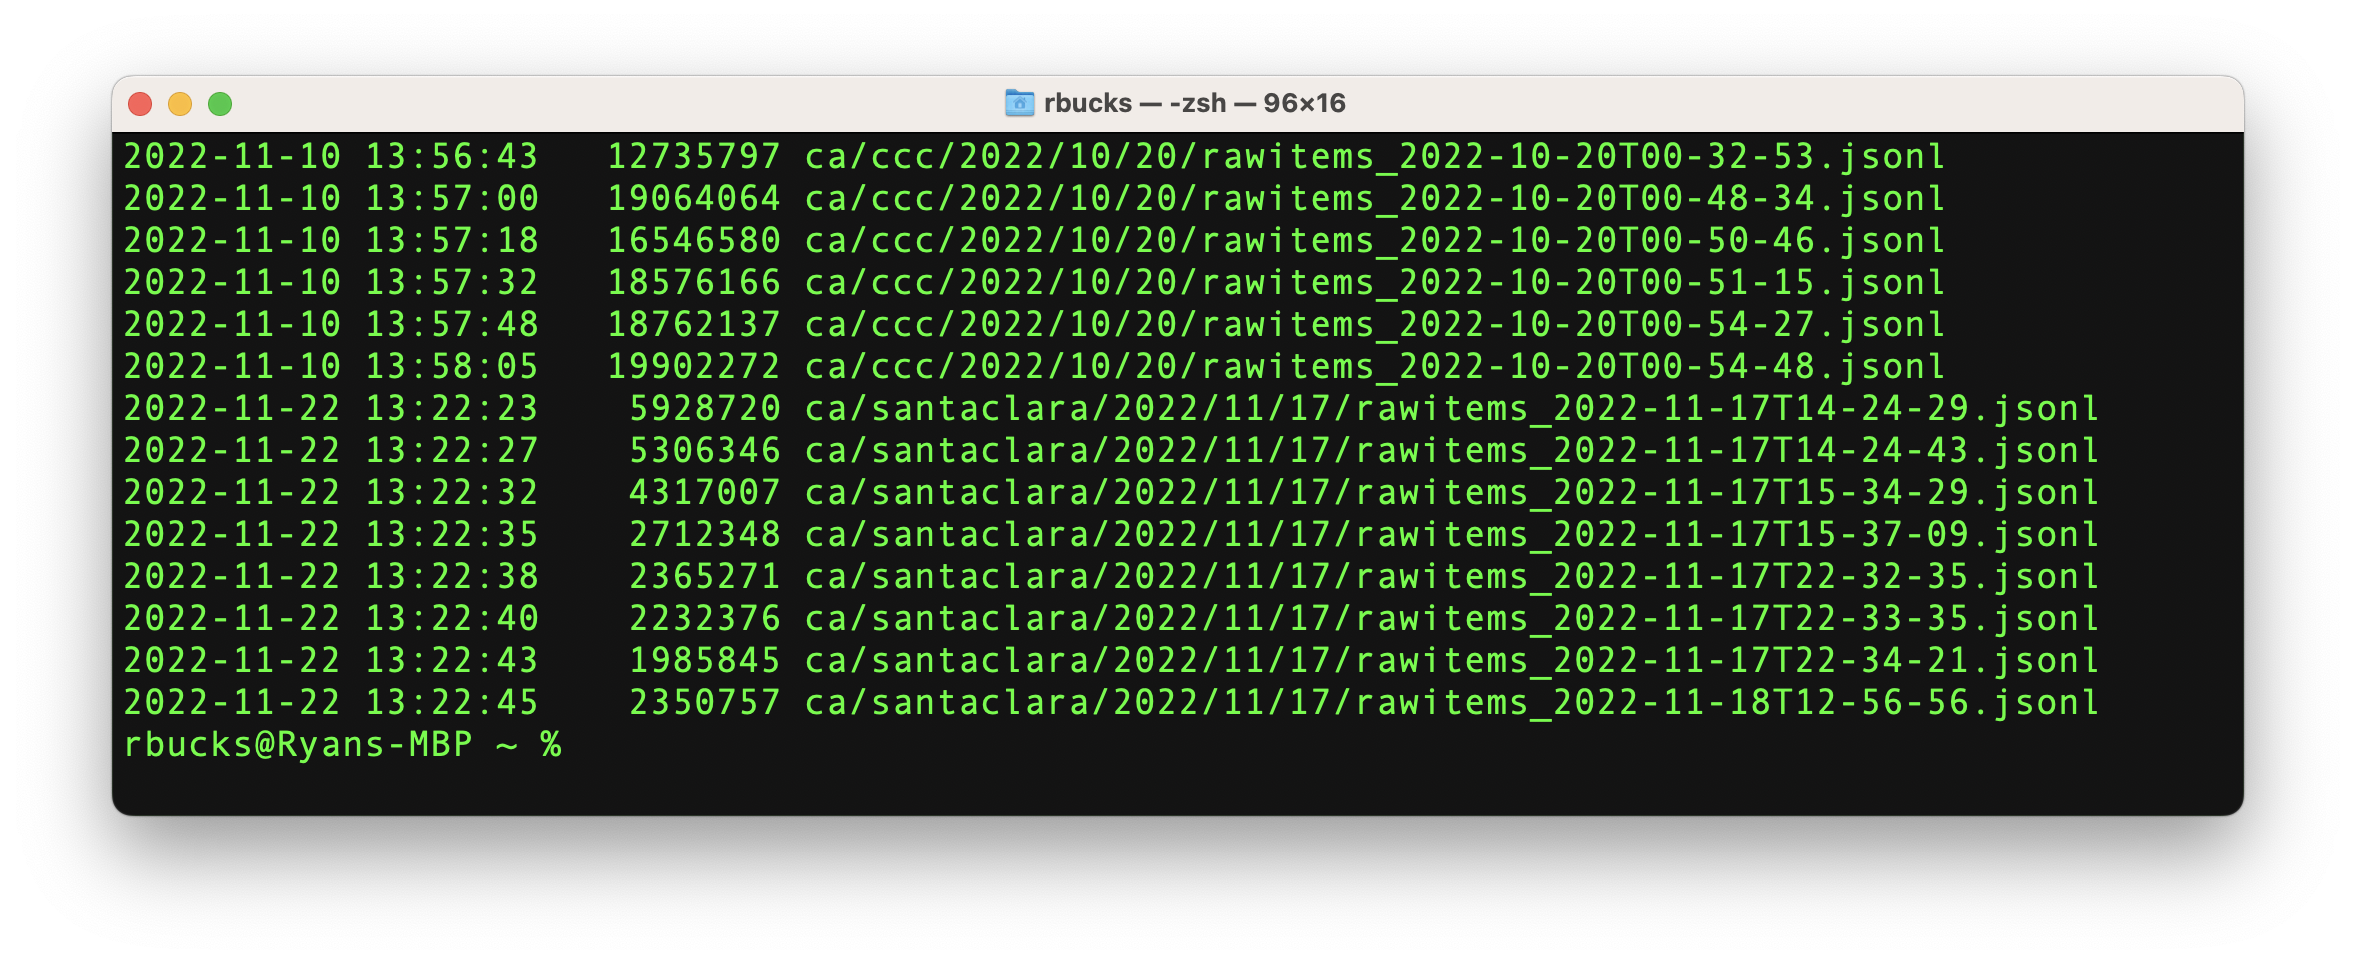 rbucks — -zsh — 96×16
2022-11-10 13:56:43   12735797 ca/ccc/2022/10/20/rawitems_2022-10-20T00-32-53.jsonl
2022-11-10 13:57:00   19064064 ca/ccc/2022/10/20/rawitems_2022-10-20T00-48-34.jsonl
2022-11-10 13:57:18   16546580 ca/ccc/2022/10/20/rawitems_2022-10-20T00-50-46.jsonl
2022-11-10 13:57:32   18576166 ca/ccc/2022/10/20/rawitems_2022-10-20T00-51-15.jsonl
2022-11-10 13:57:48   18762137 ca/ccc/2022/10/20/rawitems_2022-10-20T00-54-27.jsonl
2022-11-10 13:58:05   19902272 ca/ccc/2022/10/20/rawitems_2022-10-20T00-54-48.jsonl
2022-11-22 13:22:23    5928720 ca/santaclara/2022/11/17/rawitems_2022-11-17T14-24-29.jsonl
2022-11-22 13:22:27    5306346 ca/santaclara/2022/11/17/rawitems_2022-11-17T14-24-43.jsonl
2022-11-22 13:22:32    4317007 ca/santaclara/2022/11/17/rawitems_2022-11-17T15-34-29.jsonl
2022-11-22 13:22:35    2712348 ca/santaclara/2022/11/17/rawitems_2022-11-17T15-37-09.jsonl
2022-11-22 13:22:38    2365271 ca/santaclara/2022/11/17/rawitems_2022-11-17T22-32-35.jsonl
2022-11-22 13:22:40    2232376 ca/santaclara/2022/11/17/rawitems_2022-11-17T22-33-35.jsonl
2022-11-22 13:22:43    1985845 ca/santaclara/2022/11/17/rawitems_2022-11-17T22-34-21.jsonl
2022-11-22 13:22:45    2350757 ca/santaclara/2022/11/17/rawitems_2022-11-18T12-56-56.jsonl
rbucks@Ryans-MBP ~ %